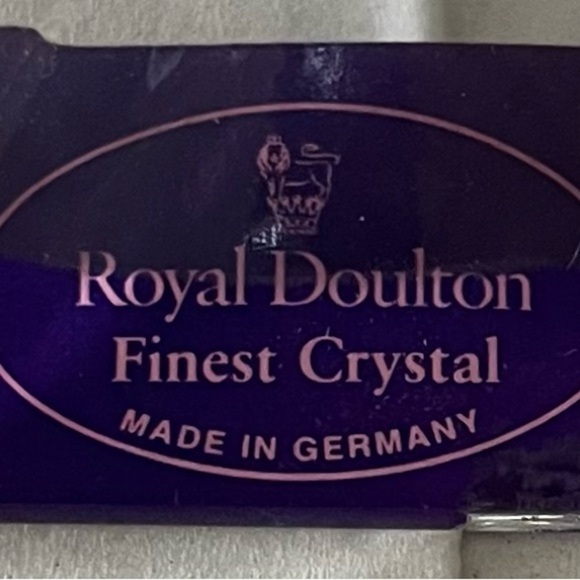 Royal Doulton
Finest Crystal
MADE IN GERMANY